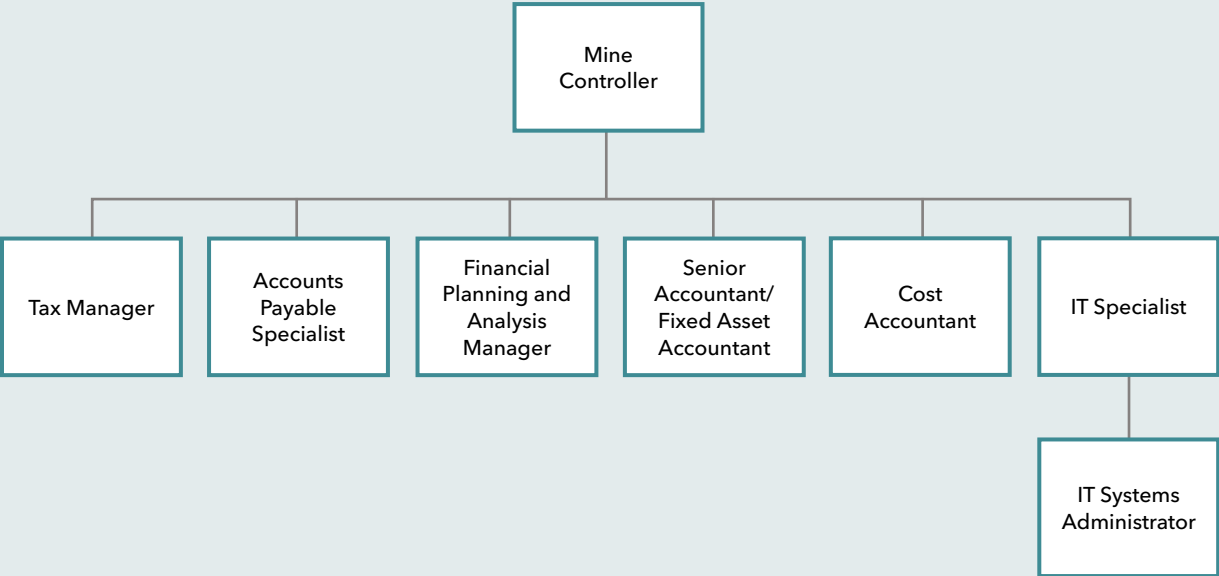 Mine
Controller
Tax Manager
Accounts
Payable
Specialist
Financial
Planning and
Analysis
Manager
Senior
Accountant/
Fixed Asset
Accountant
Cost
Accountant
IT Specialist
IT Systems
Administrator